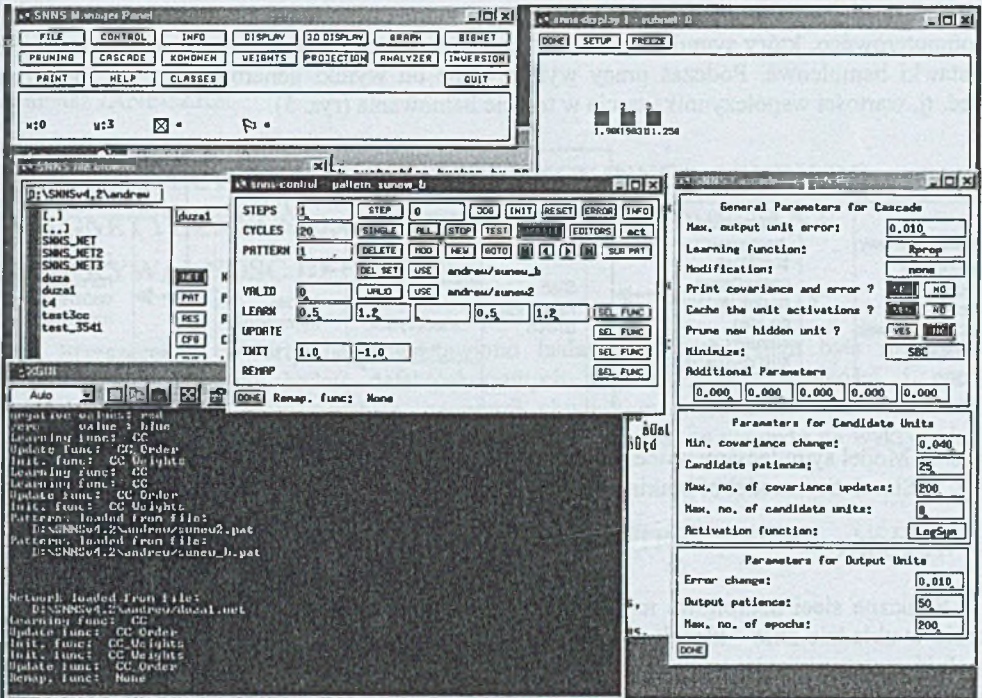 SNNS Manager Panel
FILE CONTROL INFO DISPLAY 3D DISPLAY GRAPH BIGNET
PRUNING CASCADE KOHONEN WEIGHTS PROJECTION ANALYZER INVERSION
PRINT HELP CLASSES QUIT
x:0 y:3
snns-display 1 - subnet: 0
DONE SETUP FREEZE
D:\SNNSv4.2\andrew
[.]
[..]
SNNS_NET
SNNS_NET2
SNNS_NET3
duza
duza1
t4
test3cc
test_3541
duza1
PAT
RES
CFG
snns-control pattern: sunew_b
STEPS 1 STEP 0 JOG INIT RESET ERROR INFO
CYCLES 20 SINGLE ALL STOP TEST EDITORS act
PATTERN 1 DELETE MOD NEW GOTO SUB PAT
DEL SET USE andrew/sunew_b
VALID 0 VALID USE andrew/sunew2
LEARN 0.5 1.2 0.5 1.2 SEL FUNC
UPDATE SEL FUNC
INIT 1.0 -1.0 SEL FUNC
REMAP SEL FUNC
DONE Remap. func: None
General Parameters for Cascade
Max. output unit error: 0.010
Learning function: Rprop
Modification: none
Print covariance and error ? YES NO
Cache the unit activations ? YES NO
Prune new hidden unit ? YES NO
Minimize: SBC
Additional Parameters
0.000 0.000 0.000 0.000 0.000
Parameters for Candidate Units
Min. covariance change: 0.040
Candidate patience: 25
Max. no. of covariance updates: 200
Max. no. of candidate units: 8
Activation function: LogSym
Parameters for Output Units
Error change: 0.010
Output patience: 50
Max. no. of epochs: 200
DONE
XGUI
Auto
negative values: red
zero value : blue
Learning func: CC
Update func: CC_Order
Init. func: CC_Weights
Learning func: CC
Learning func: CC
Update func: CC_Order
Init. func: CC_Weights
Patterns loaded from file:
D:\SNNSv4.2\andrew/sunew2.pat
Patterns loaded from file:
D:\SNNSv4.2\andrew/sunew_b.pat
Network loaded from file:
D:\SNNSv4.2\andrew/duza1.net
Learning func: CC
Update func: CC_Order
Init. func: CC_Weights
Init. func: CC_Weights
Update func: CC_Order
Remap. func: None